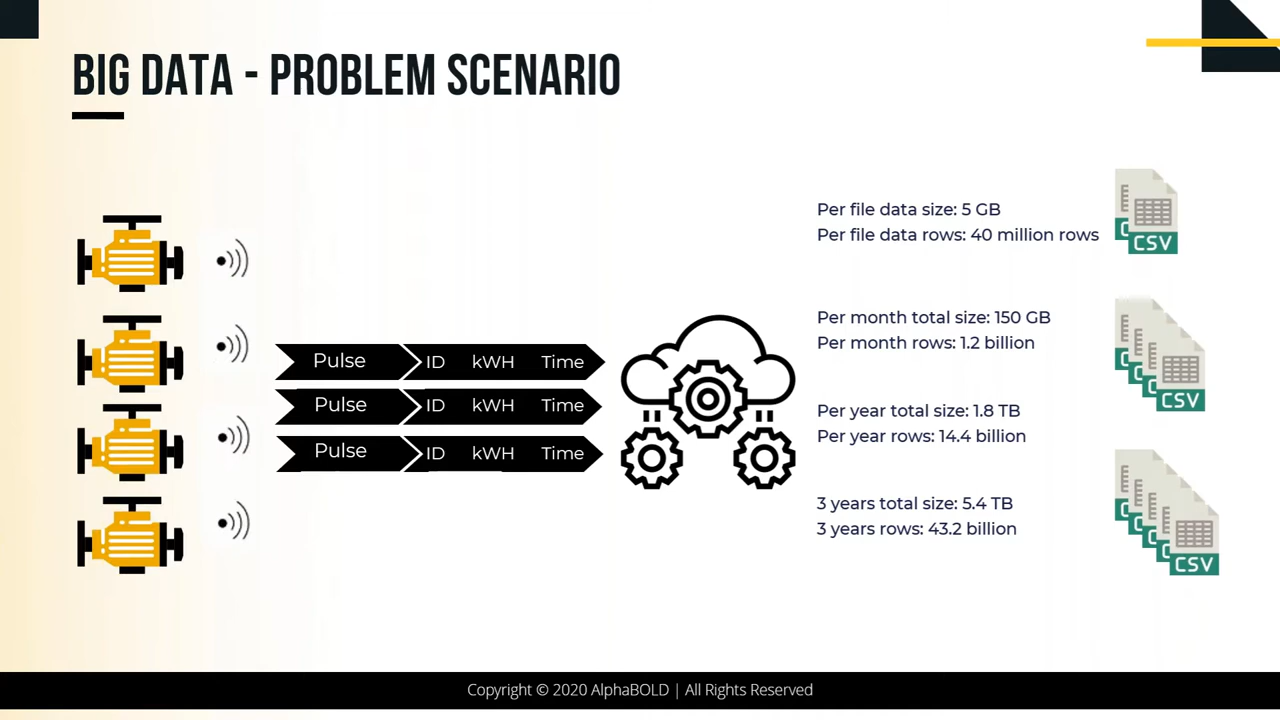 BIG DATA - PROBLEM SCENARIO
Pulse ID kWH Time
Pulse ID kWH Time
Pulse ID kWH Time
Per file data size: 5 GB
Per file data rows: 40 million rows
CSV
Per month total size: 150 GB
Per month rows: 1.2 billion
CSV
Per year total size: 1.8 TB
Per year rows: 14.4 billion
3 years total size: 5.4 TB
3 years rows: 43.2 billion
CSV
Copyright © 2020 AlphaBOLD | All Rights Reserved